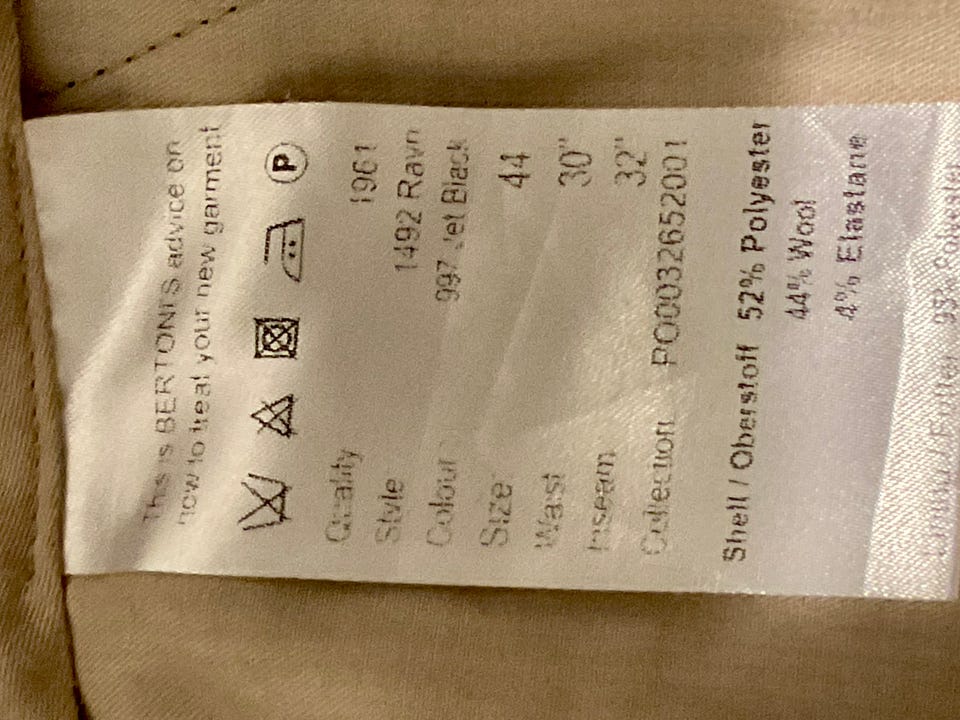 This is BERTONI'S advice on
how to treat your new garment
P
Quality 1961
Style 1492 Ravn
Colour 997 Jet Black
Size 44
Waist 30"
Inseam 32"
Collection PO0032652001
Shell / Oberstoff 52% Polyester
44% Wool
4% Elastane